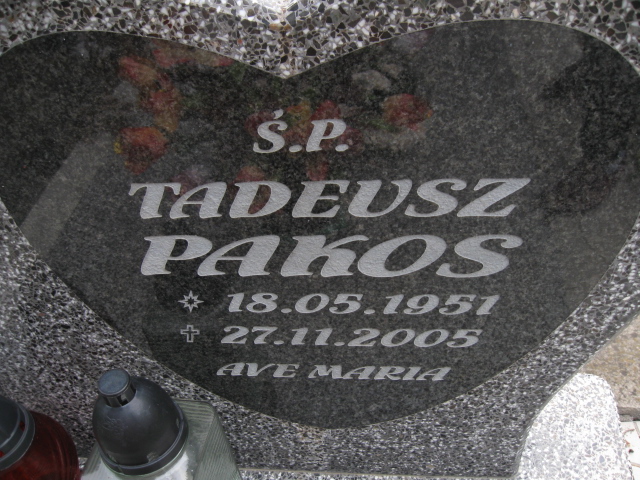 Ś.P.
TADEUSZ
PAKOS
18.05.1951
27.11.2005
AVE MARIA